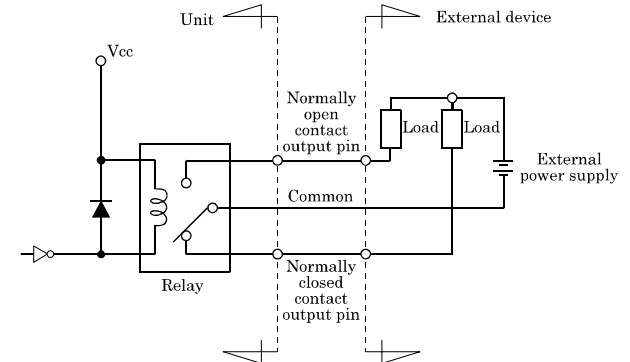 Unit
External device
Vcc
Normally
open
contact
output pin
Load
Load
External
power supply
Common
Relay
Normally
closed
contact
output pin